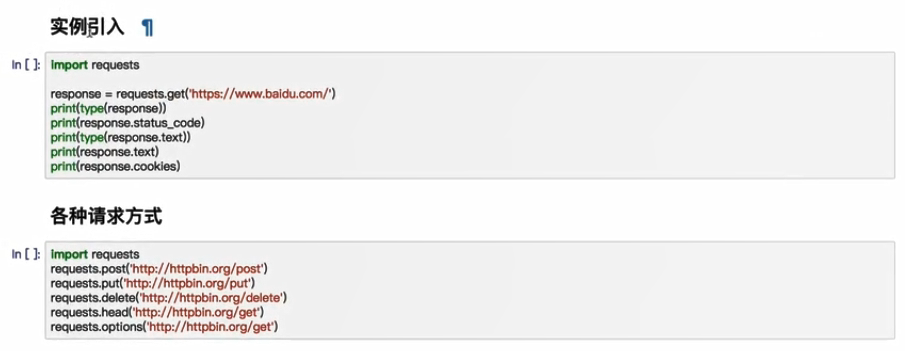 实例引入 ¶
In [ ]:
import requests
response = requests.get('https://www.baidu.com/')
print(type(response))
print(response.status_code)
print(type(response.text))
print(response.text)
print(response.cookies)
各种请求方式
In [ ]:
import requests
requests.post('http://httpbin.org/post')
requests.put('http://httpbin.org/put')
requests.delete('http://httpbin.org/delete')
requests.head('http://httpbin.org/get')
requests.options('http://httpbin.org/get')